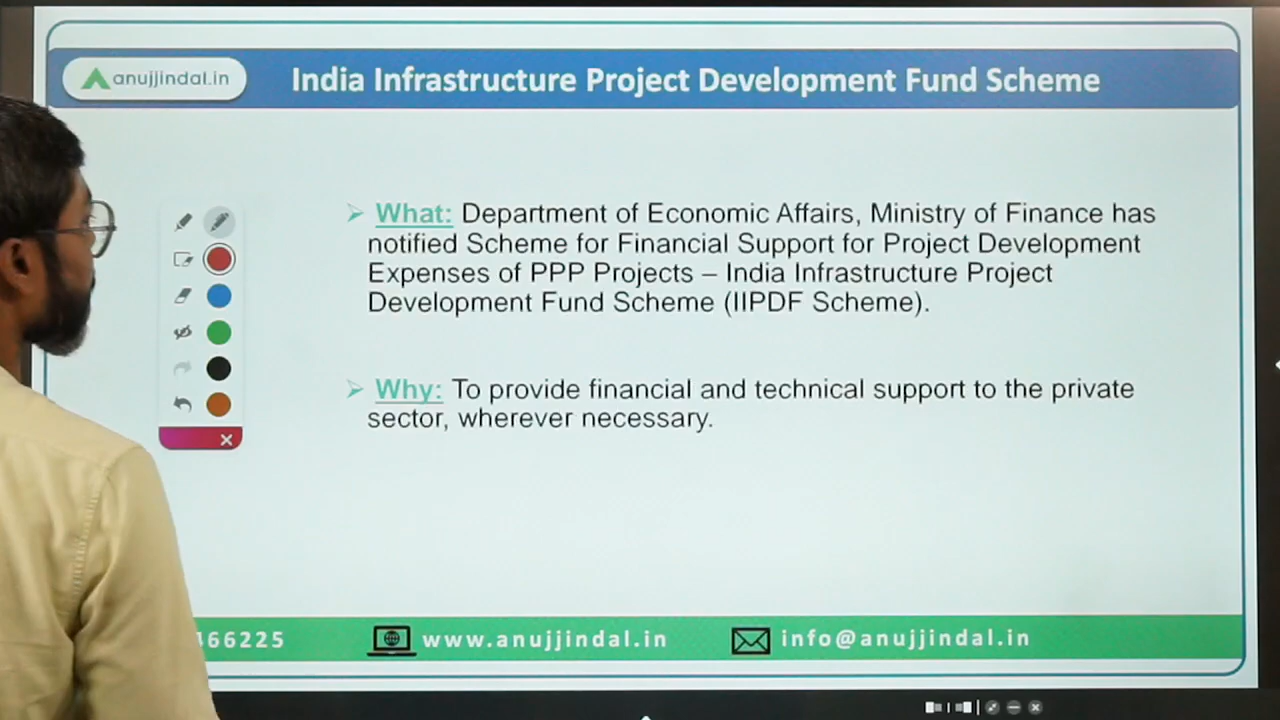 anujjindal.in
India Infrastructure Project Development Fund Scheme
What: Department of Economic Affairs, Ministry of Finance has
notified Scheme for Financial Support for Project Development
Expenses of PPP Projects – India Infrastructure Project
Development Fund Scheme (IIPDF Scheme).
Why: To provide financial and technical support to the private
sector, wherever necessary.
www.anujjindal.in
info@anujjindal.in